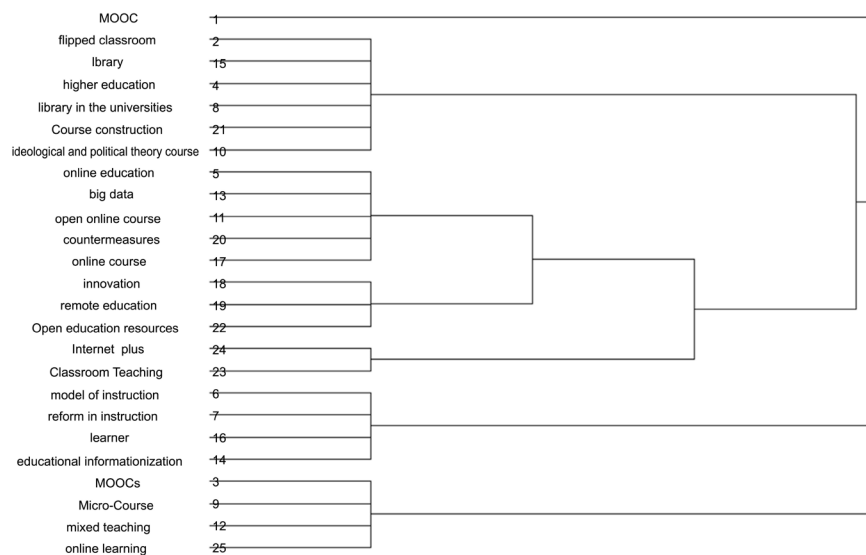 MOOC 1
flipped classroom 2
lbrary 15
higher education 4
library in the universities 8
Course construction 21
ideological and political theory course 10
online education 5
big data 13
open online course 11
countermeasures 20
online course 17
innovation 18
remote education 19
Open education resources 22
Internet plus 24
Classroom Teaching 23
model of instruction 6
reform in instruction 7
learner 16
educational informationization 14
MOOCs 3
Micro-Course 9
mixed teaching 12
online learning 25